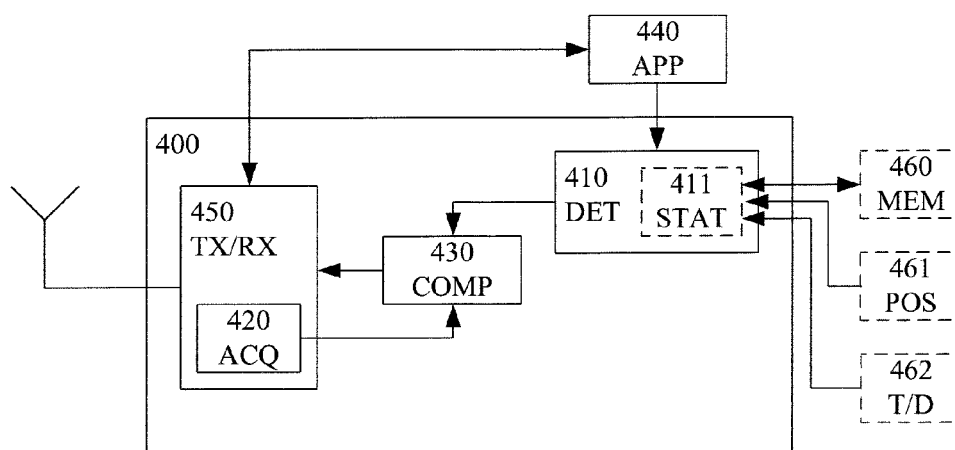 440
APP
400
410
DET
411
STAT
460
MEM
450
TX/RX
430
COMP
461
POS
420
ACQ
462
T/D